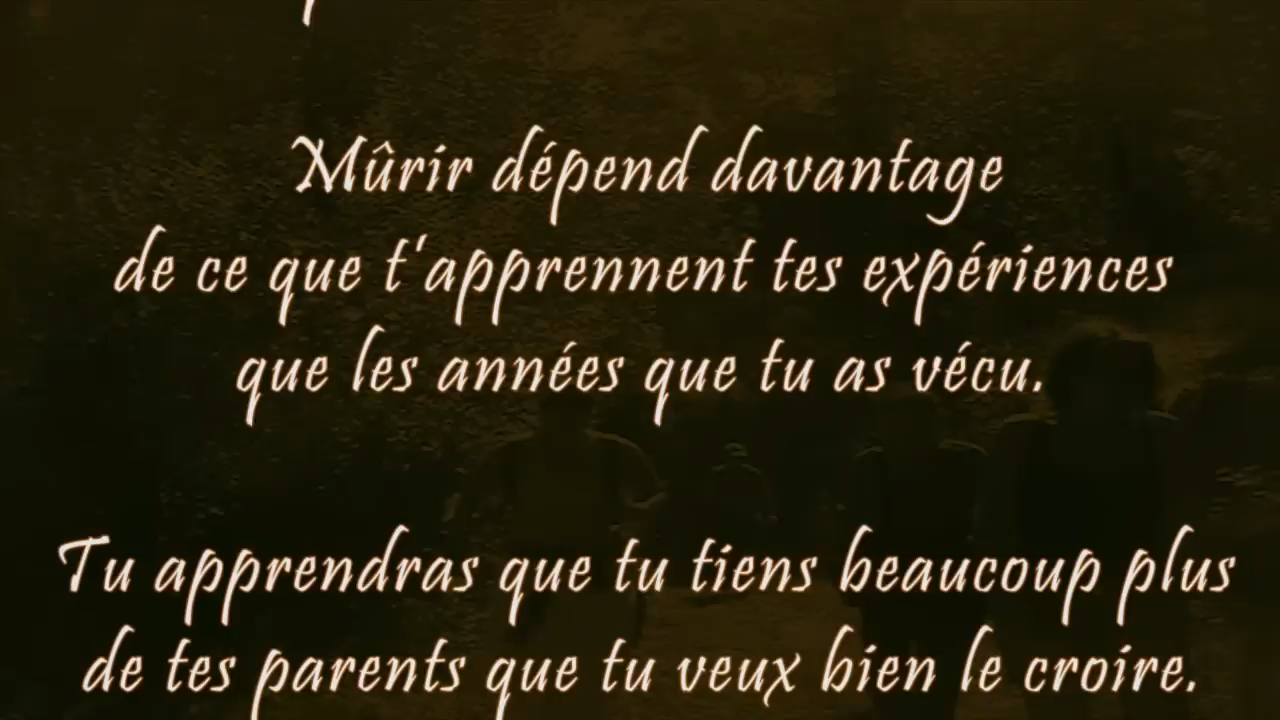 Mûrir dépend davantage
de ce que t'apprennent tes expériences
que les années que tu as vécu.
Tu apprendras que tu tiens beaucoup plus
de tes parents que tu veux bien le croire.